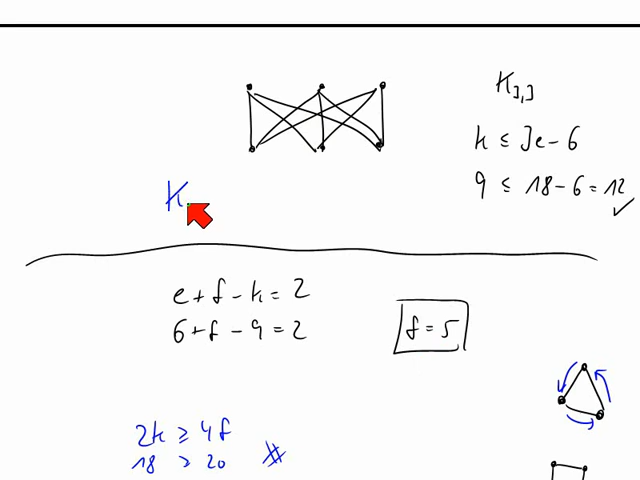 K3,3
k ≤ 3e - 6
9 ≤ 18 - 6 = 12 ✓
K
e + f - k = 2
6 + f - 9 = 2
f = 5
2k ≥ 4f
18 ≥ 20